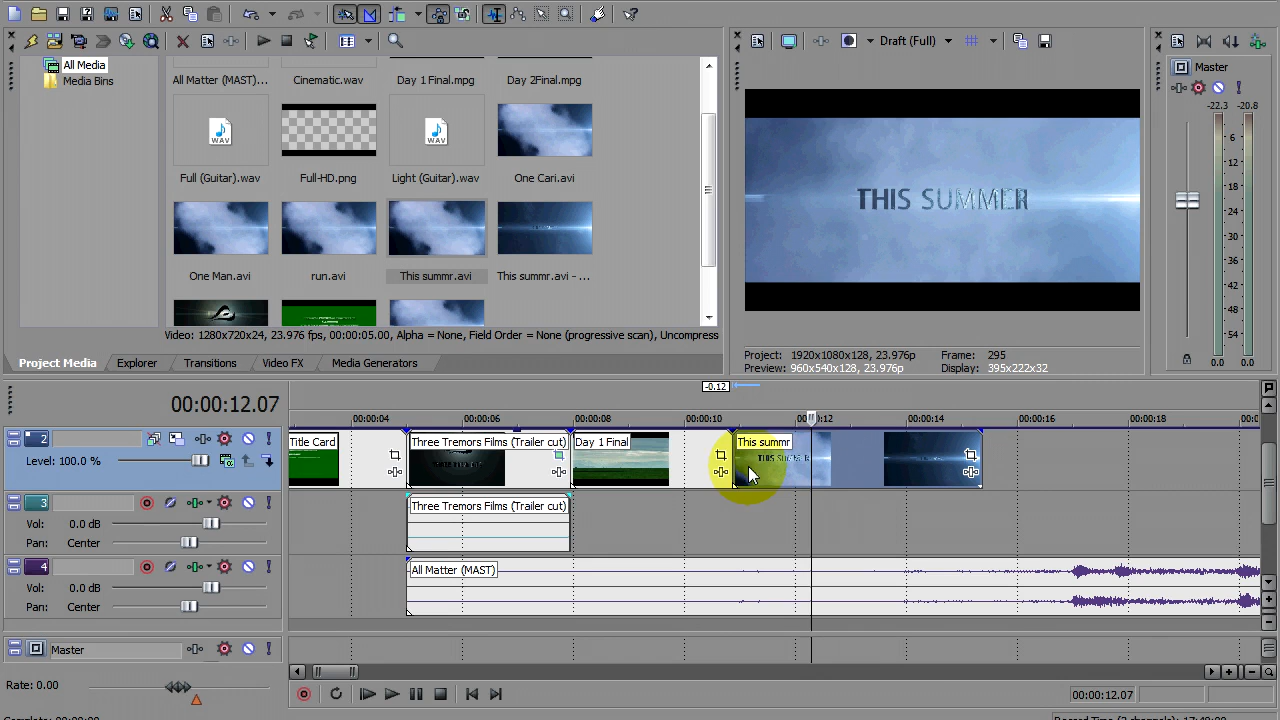 Draft (Full)
All Media
Media Bins
All Matter (MAST)...
Cinematic.wav
Day 1 Final.mpg
Day 2Final.mpg
WAV
WAV
Full (Guitar).wav
Full-HD.png
Light (Guitar).wav
One Cari.avi
One Man.avi
run.avi
This summr.avi
This summr.avi - ...
Video: 1280x720x24, 23.976 fps, 00:00:05.00, Alpha = None, Field Order = None (progressive scan), Uncompress
Project Media
Explorer
Transitions
Video FX
Media Generators
THIS SUMMER
Project: 1920x1080x128, 23.976p
Frame: 295
Preview: 960x540x128, 23.976p
Display: 395x222x32
Master
-22.3 -20.8
6
12
18
24
30
36
42
48
54
0.0 0.0
-0.12
00:00:12.07
00:00:04
00:00:06
00:00:08
00:00:10
00:00:12
00:00:14
00:00:16
00:00:18
2
Level: 100.0 %
Title Card
Three Tremors Films (Trailer cut)
Day 1 Final
This summr
THIS SUMMER
3
Vol: 0.0 dB
Pan: Center
Three Tremors Films (Trailer cut)
4
Vol: 0.0 dB
Pan: Center
All Matter (MAST)
Master
Rate: 0.00
00:00:12.07